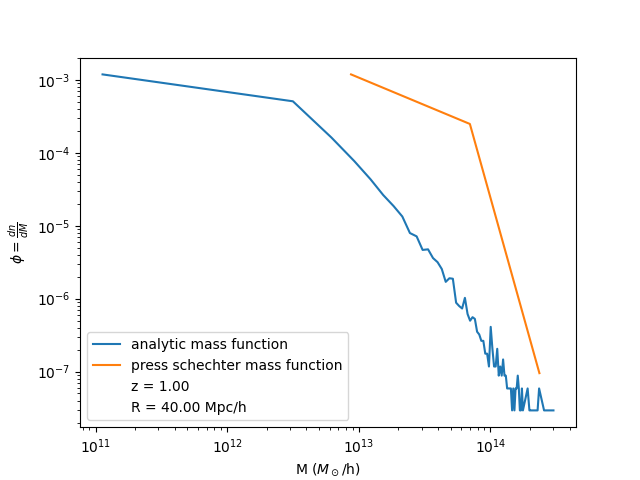 10⁻³
10⁻⁴
10⁻⁵
10⁻⁶
10⁻⁷
ϕ = dn/dM
analytic mass function
press schechter mass function
z = 1.00
R = 40.00 Mpc/h
10¹¹ 10¹² 10¹³ 10¹⁴
M (M⊙/h)